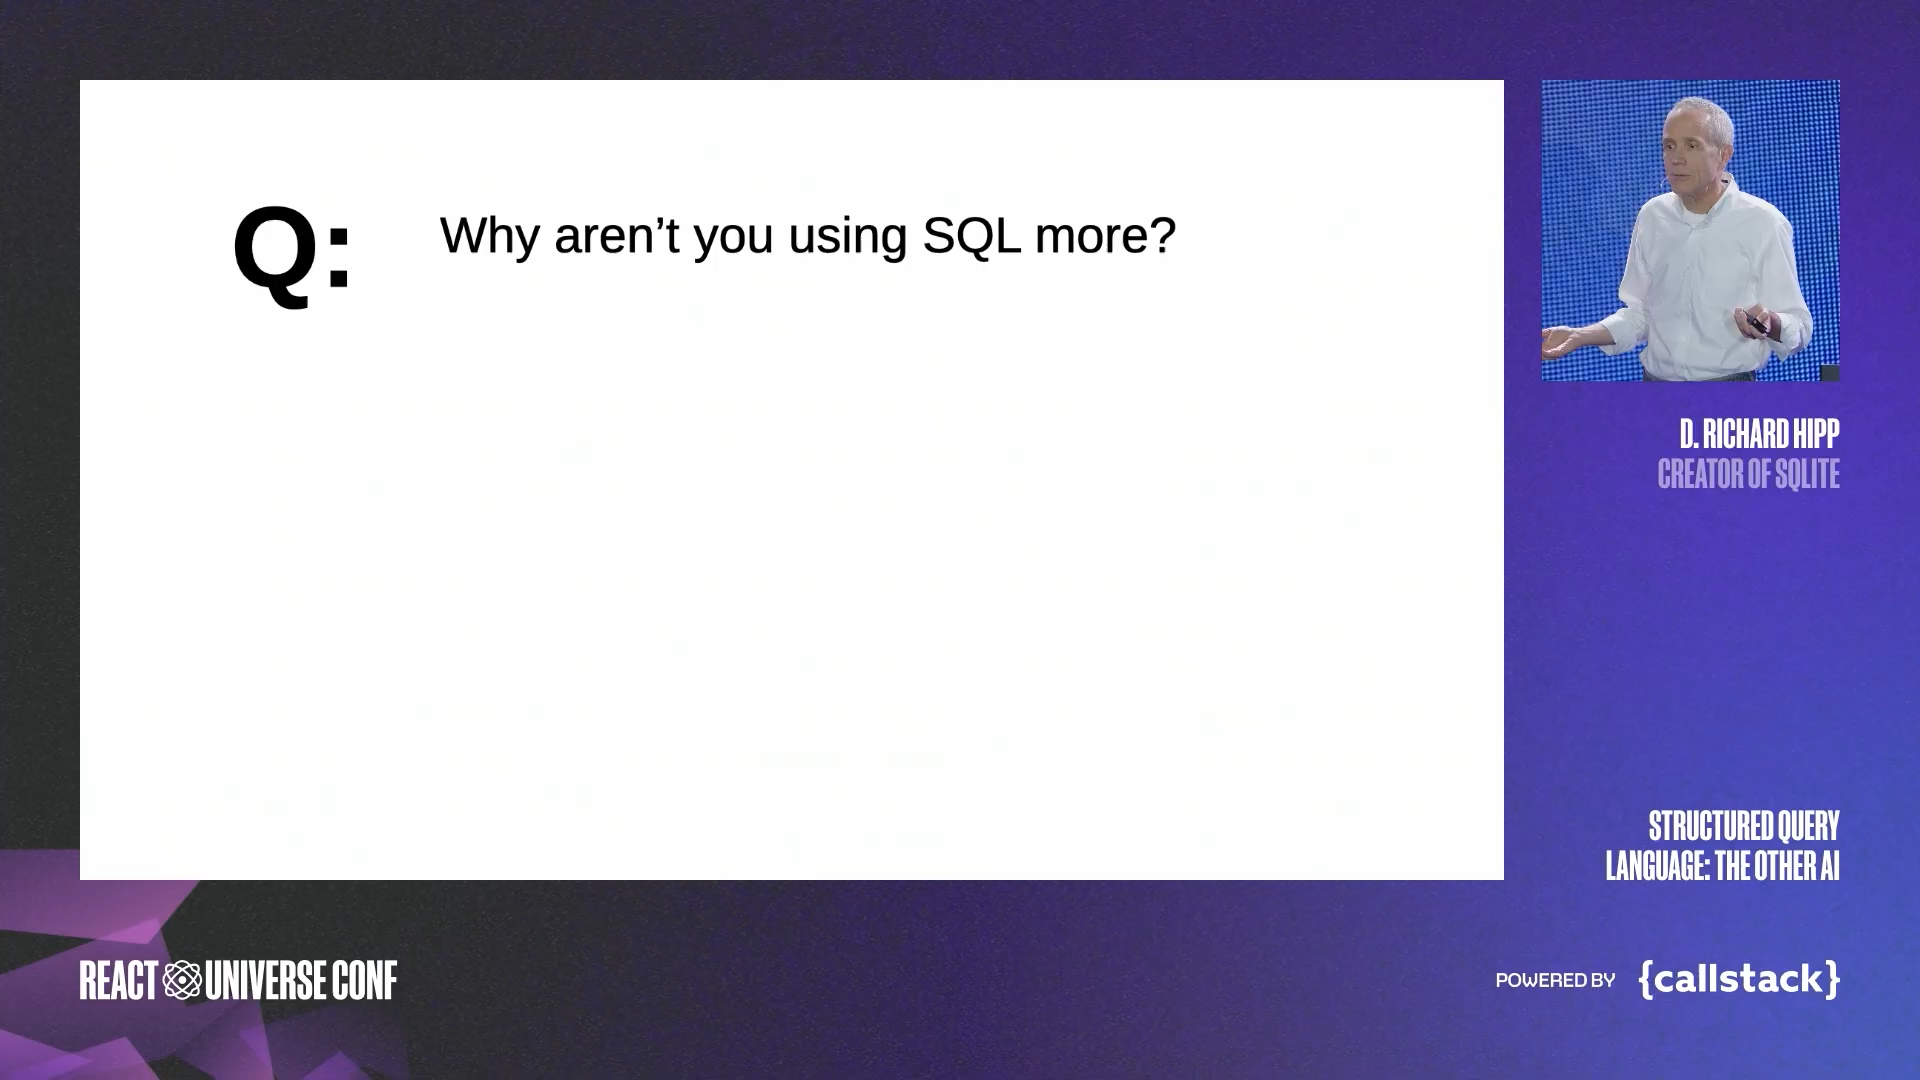 Q: Why aren’t you using SQL more?
D. RICHARD HIPP
CREATOR OF SQLITE
STRUCTURED QUERY
LANGUAGE: THE OTHER AI
REACT UNIVERSE CONF
POWERED BY {callstack}